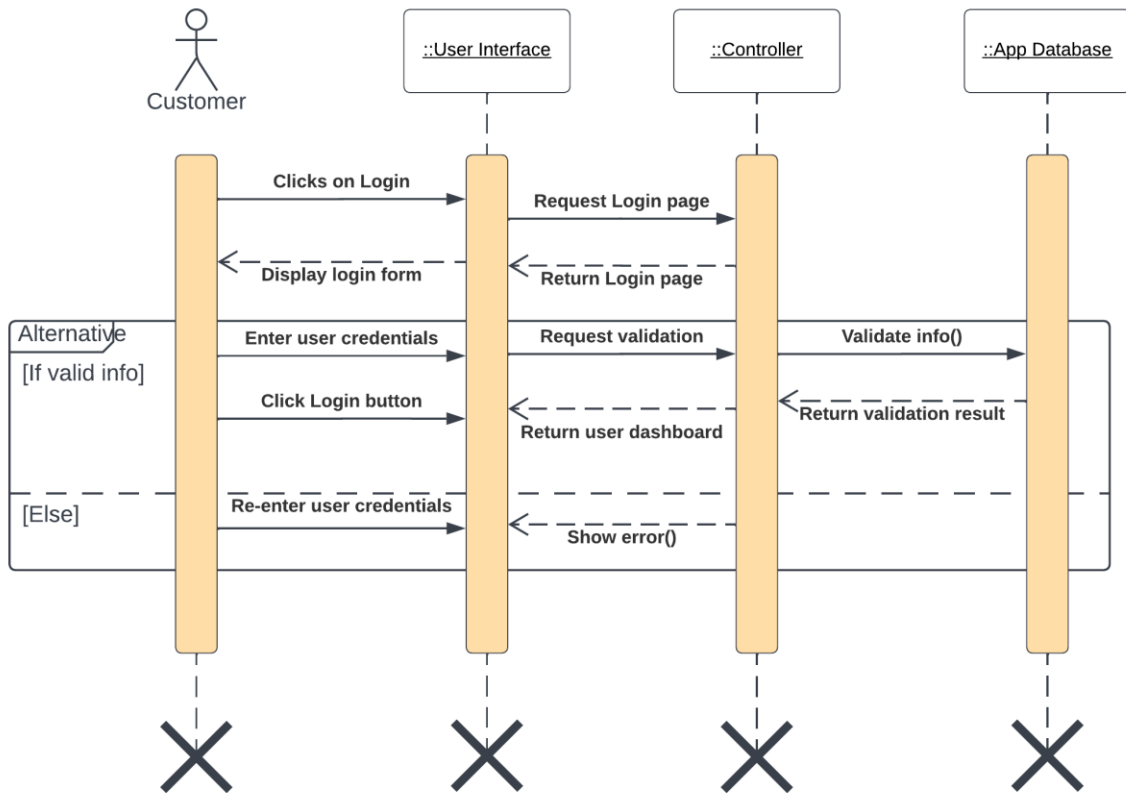 ::User Interface
::Controller
::App Database
Customer
Clicks on Login
Request Login page
Display login form
Return Login page
Alternative
Enter user credentials
Request validation
Validate info()
[If valid info]
Click Login button
Return validation result
Return user dashboard
[Else]
Re-enter user credentials
Show error()